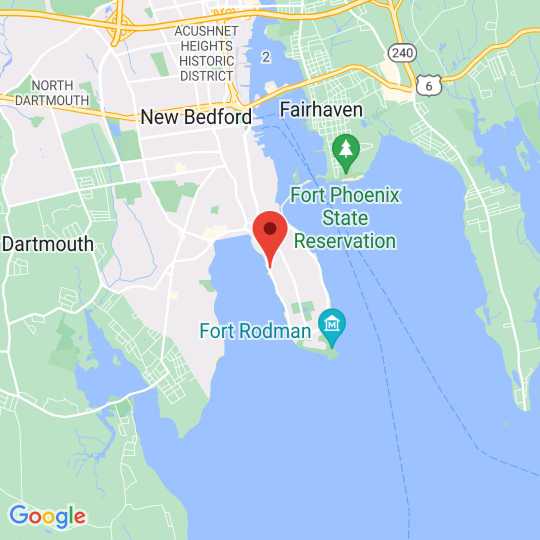 ACUSHNET
HEIGHTS
HISTORIC
DISTRICT
2
240
6
NORTH
DARTMOUTH
New Bedford
Fairhaven
Fort Phoenix
State
Reservation
Dartmouth
Fort Rodman
Google